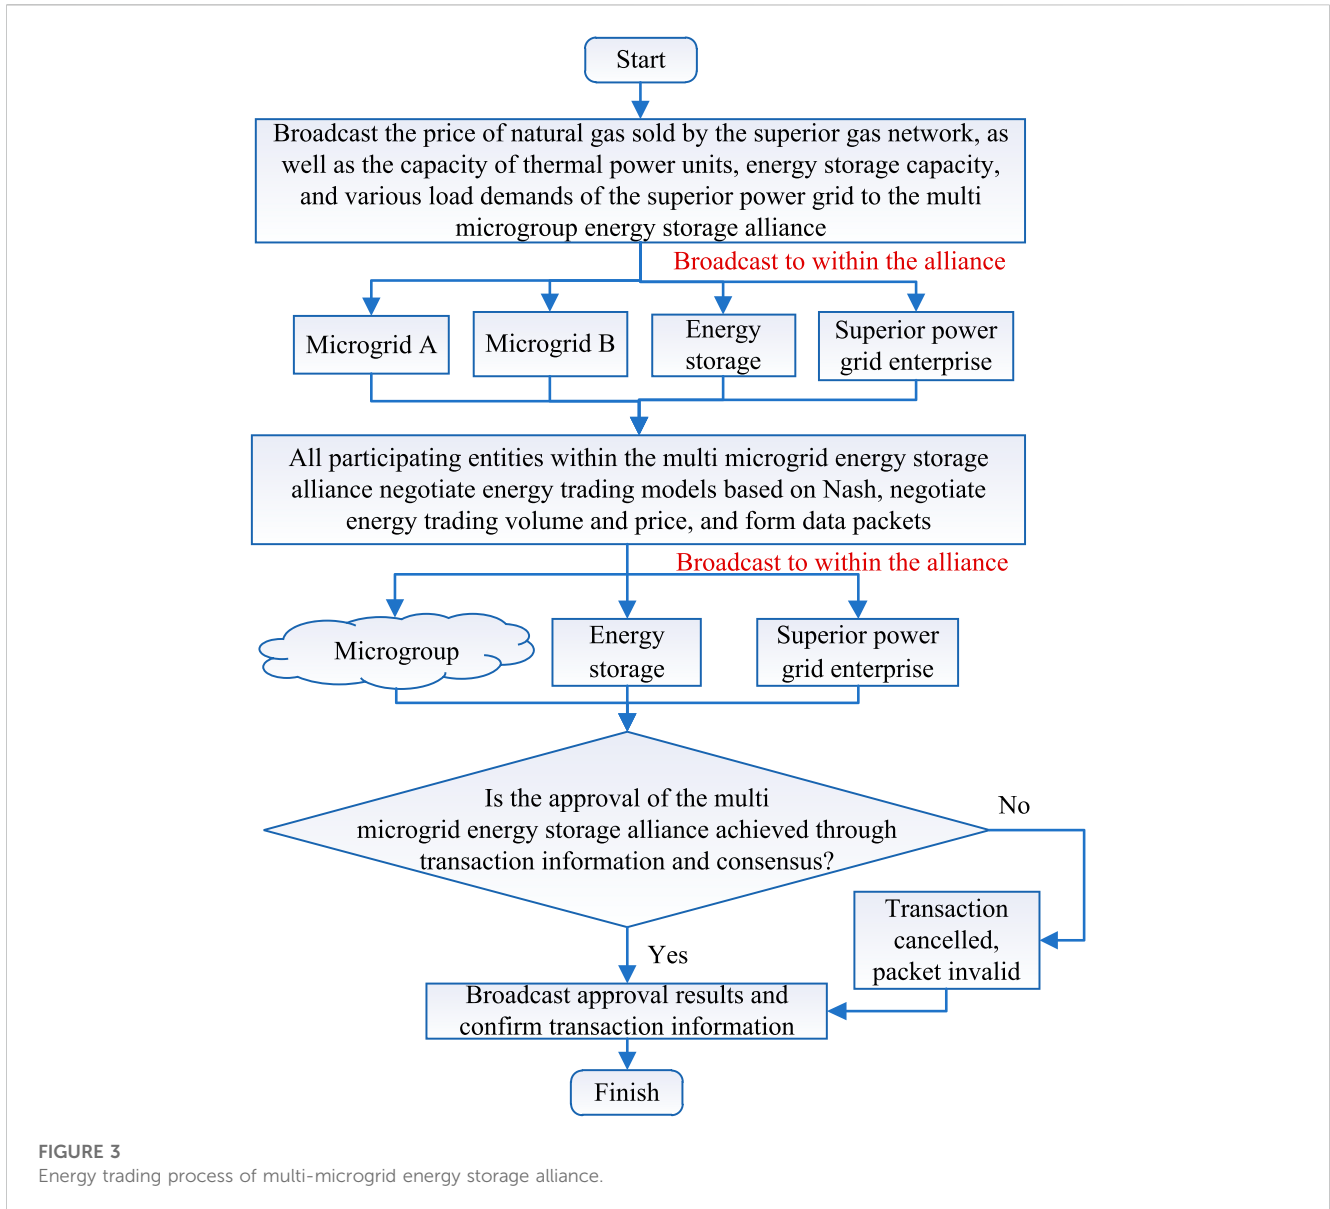 Start
Broadcast the price of natural gas sold by the superior gas network, as
well as the capacity of thermal power units, energy storage capacity,
and various load demands of the superior power grid to the multi
microgroup energy storage alliance
Broadcast to within the alliance
Microgrid A
Microgrid B
Energy
storage
Superior power
grid enterprise
All participating entities within the multi microgrid energy storage
alliance negotiate energy trading models based on Nash, negotiate
energy trading volume and price, and form data packets
Broadcast to within the alliance
Microgroup
Energy
storage
Superior power
grid enterprise
Is the approval of the multi
microgrid energy storage alliance achieved through
transaction information and consensus?
No
Transaction
cancelled,
packet invalid
Yes
Broadcast approval results and
confirm transaction information
Finish
FIGURE 3
Energy trading process of multi-microgrid energy storage alliance.